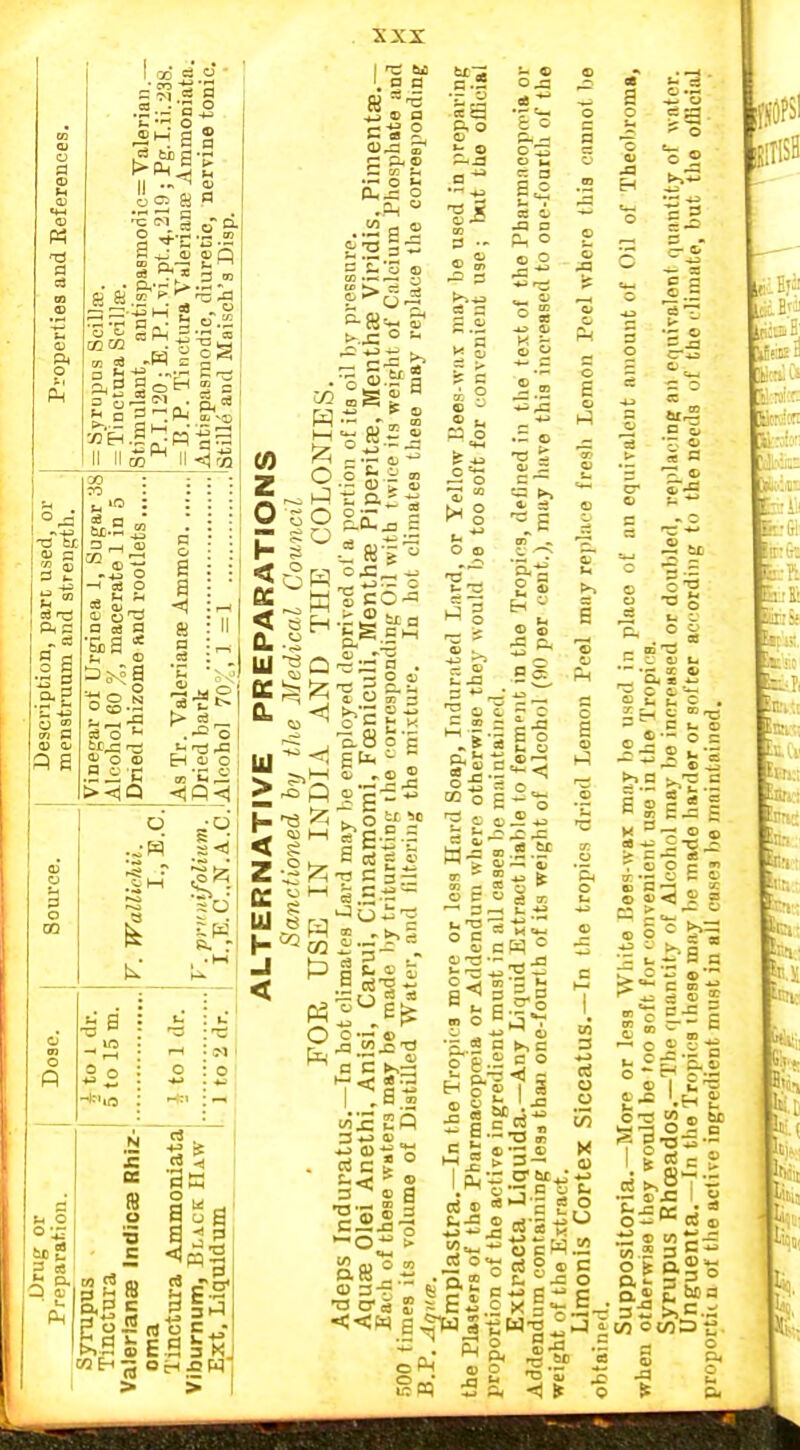 xxx
Drug or Preparation. | Dose. | Source. | Description, part used, or menstruum and strength. | Properties and References.
Syrupus | ½ to 1 dr. | | Vinegar of Urginea 1, Sugar 38 | = Syrupus Scillæ.
Tinctura | 5 to 15 m. | | Alcohol 60 %, macerate 1 in 5 | = Tinctura Scillæ.
Valerianæ Indicæ Rhiz- | | V. Wallichii. | Dried rhizome and rootlets ...... | Stimulant, antispasmodic = Valerian.—
oma | | I., E.C. | | P.I.120; E.P.I.vi.pt.4,219; Pg.I.ii.238.
Tinctura Ammoniata | ½ to 1 dr. | | As Tr. Valerianæ Ammon. ...... | = B.P. Tinctura Valerianæ Ammoniata.
Viburnum, Black Haw | | V. prunifolium. | Dried bark | Antispasmodic, diuretic, nervine tonic.
Ext, Liquidum | 1 to 2 dr. | I.,E.C.,N.A.C. | Alcohol 70%, 1 = 1 | Stillé and Maisch's Disp.
ALTERNATIVE PREPARATIONS
Sanctioned by the Medical Council
FOR USE IN INDIA AND THE COLONIES.
Adeps Induratus.—In hot climates Lard may be employed deprived of a portion of its oil by pressure.
Aquæ Olei Anethi, Anisi, Carui, Cinnamomi, Fœniculi, Menthæ Piperitæ, Menthæ Viridis, Pimentæ.—
Each of these waters may be made by triturating the corresponding Oil with twice its weight of Calcium Phosphate and
500 times its volume of Distilled Water, and filtering the mixture. In hot climates these may replace the corresponding
B.P. Aquæ.
Emplastra.—In the Tropics more or less Hard Soap, Indurated Lard, or Yellow Bees-wax may be used in preparing
the Plasters of the Pharmacopœia or Addendum where otherwise they would be too soft for convenient use; but the official
proportion of the active ingredient must in all cases be maintained.
Extracta Liquida.—Any Liquid Extract liable to ferment in the Tropics, defined in the text of the Pharmacopœia or
Addendum containing less than one-fourth of its weight of Alcohol (90 per cent.), may have this increased to one-fourth of the
weight of the Extract.
Limonis Cortex Siccatus.—In the tropics dried Lemon Peel may replace fresh Lemon Peel where this cannot be
obtained.
Suppositoria.—More or less White Bees-wax may be used in place of an equivalent amount of Oil of Theobroma,
when otherwise they would be too soft for convenient use in the Tropics.
Syrupus Rhœados.—The quantity of Alcohol may be increased or doubled, replacing an equivalent quantity of water.
Unguenta.—In the Tropics these may be made harder or softer according to the needs of the climate, but the official
proportion of the active ingredient must in all cases be maintained.